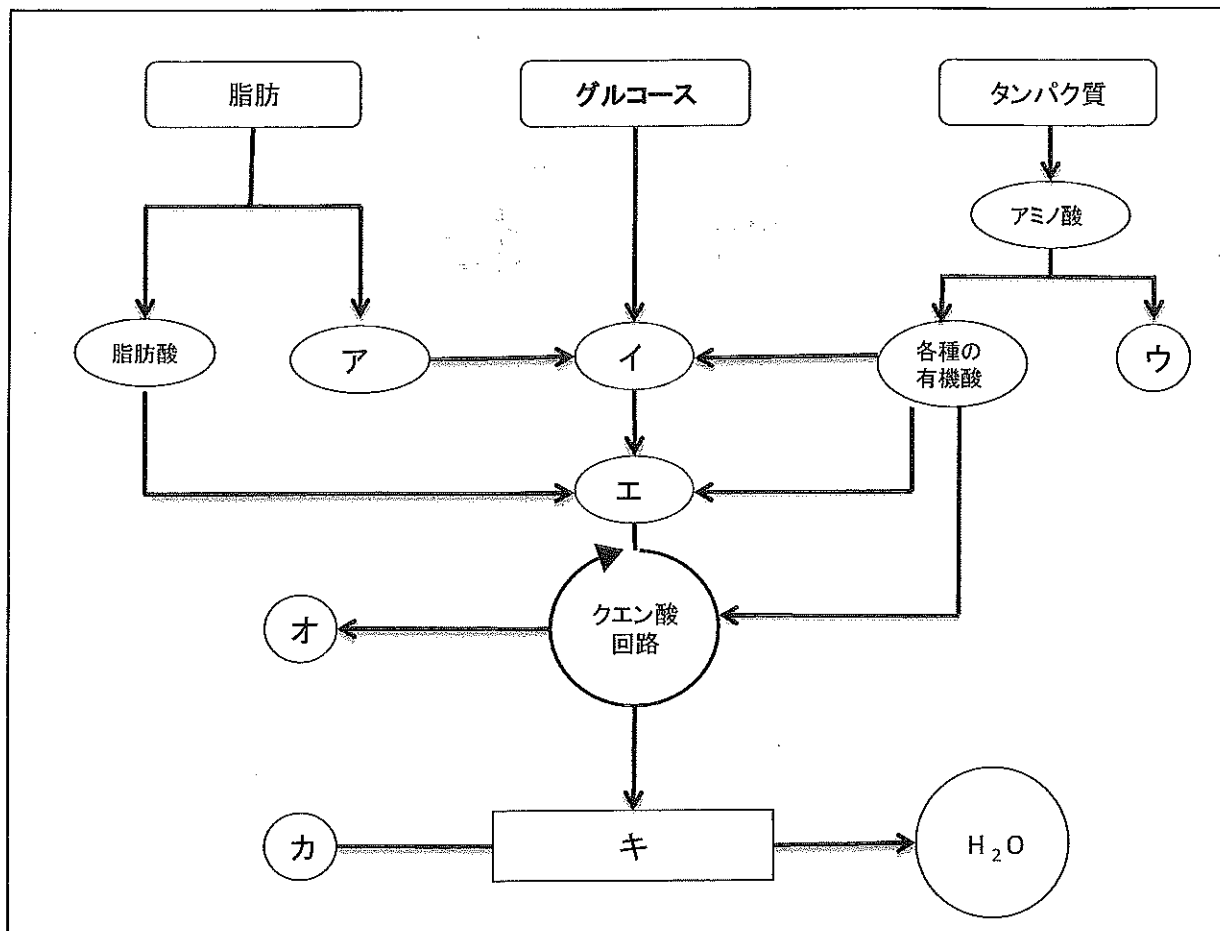 脂肪
グルコース
タンパク質
アミノ酸
脂肪酸
ア
イ
各種の
有機酸
ウ
エ
オ
クエン酸
回路
カ
キ
H₂O